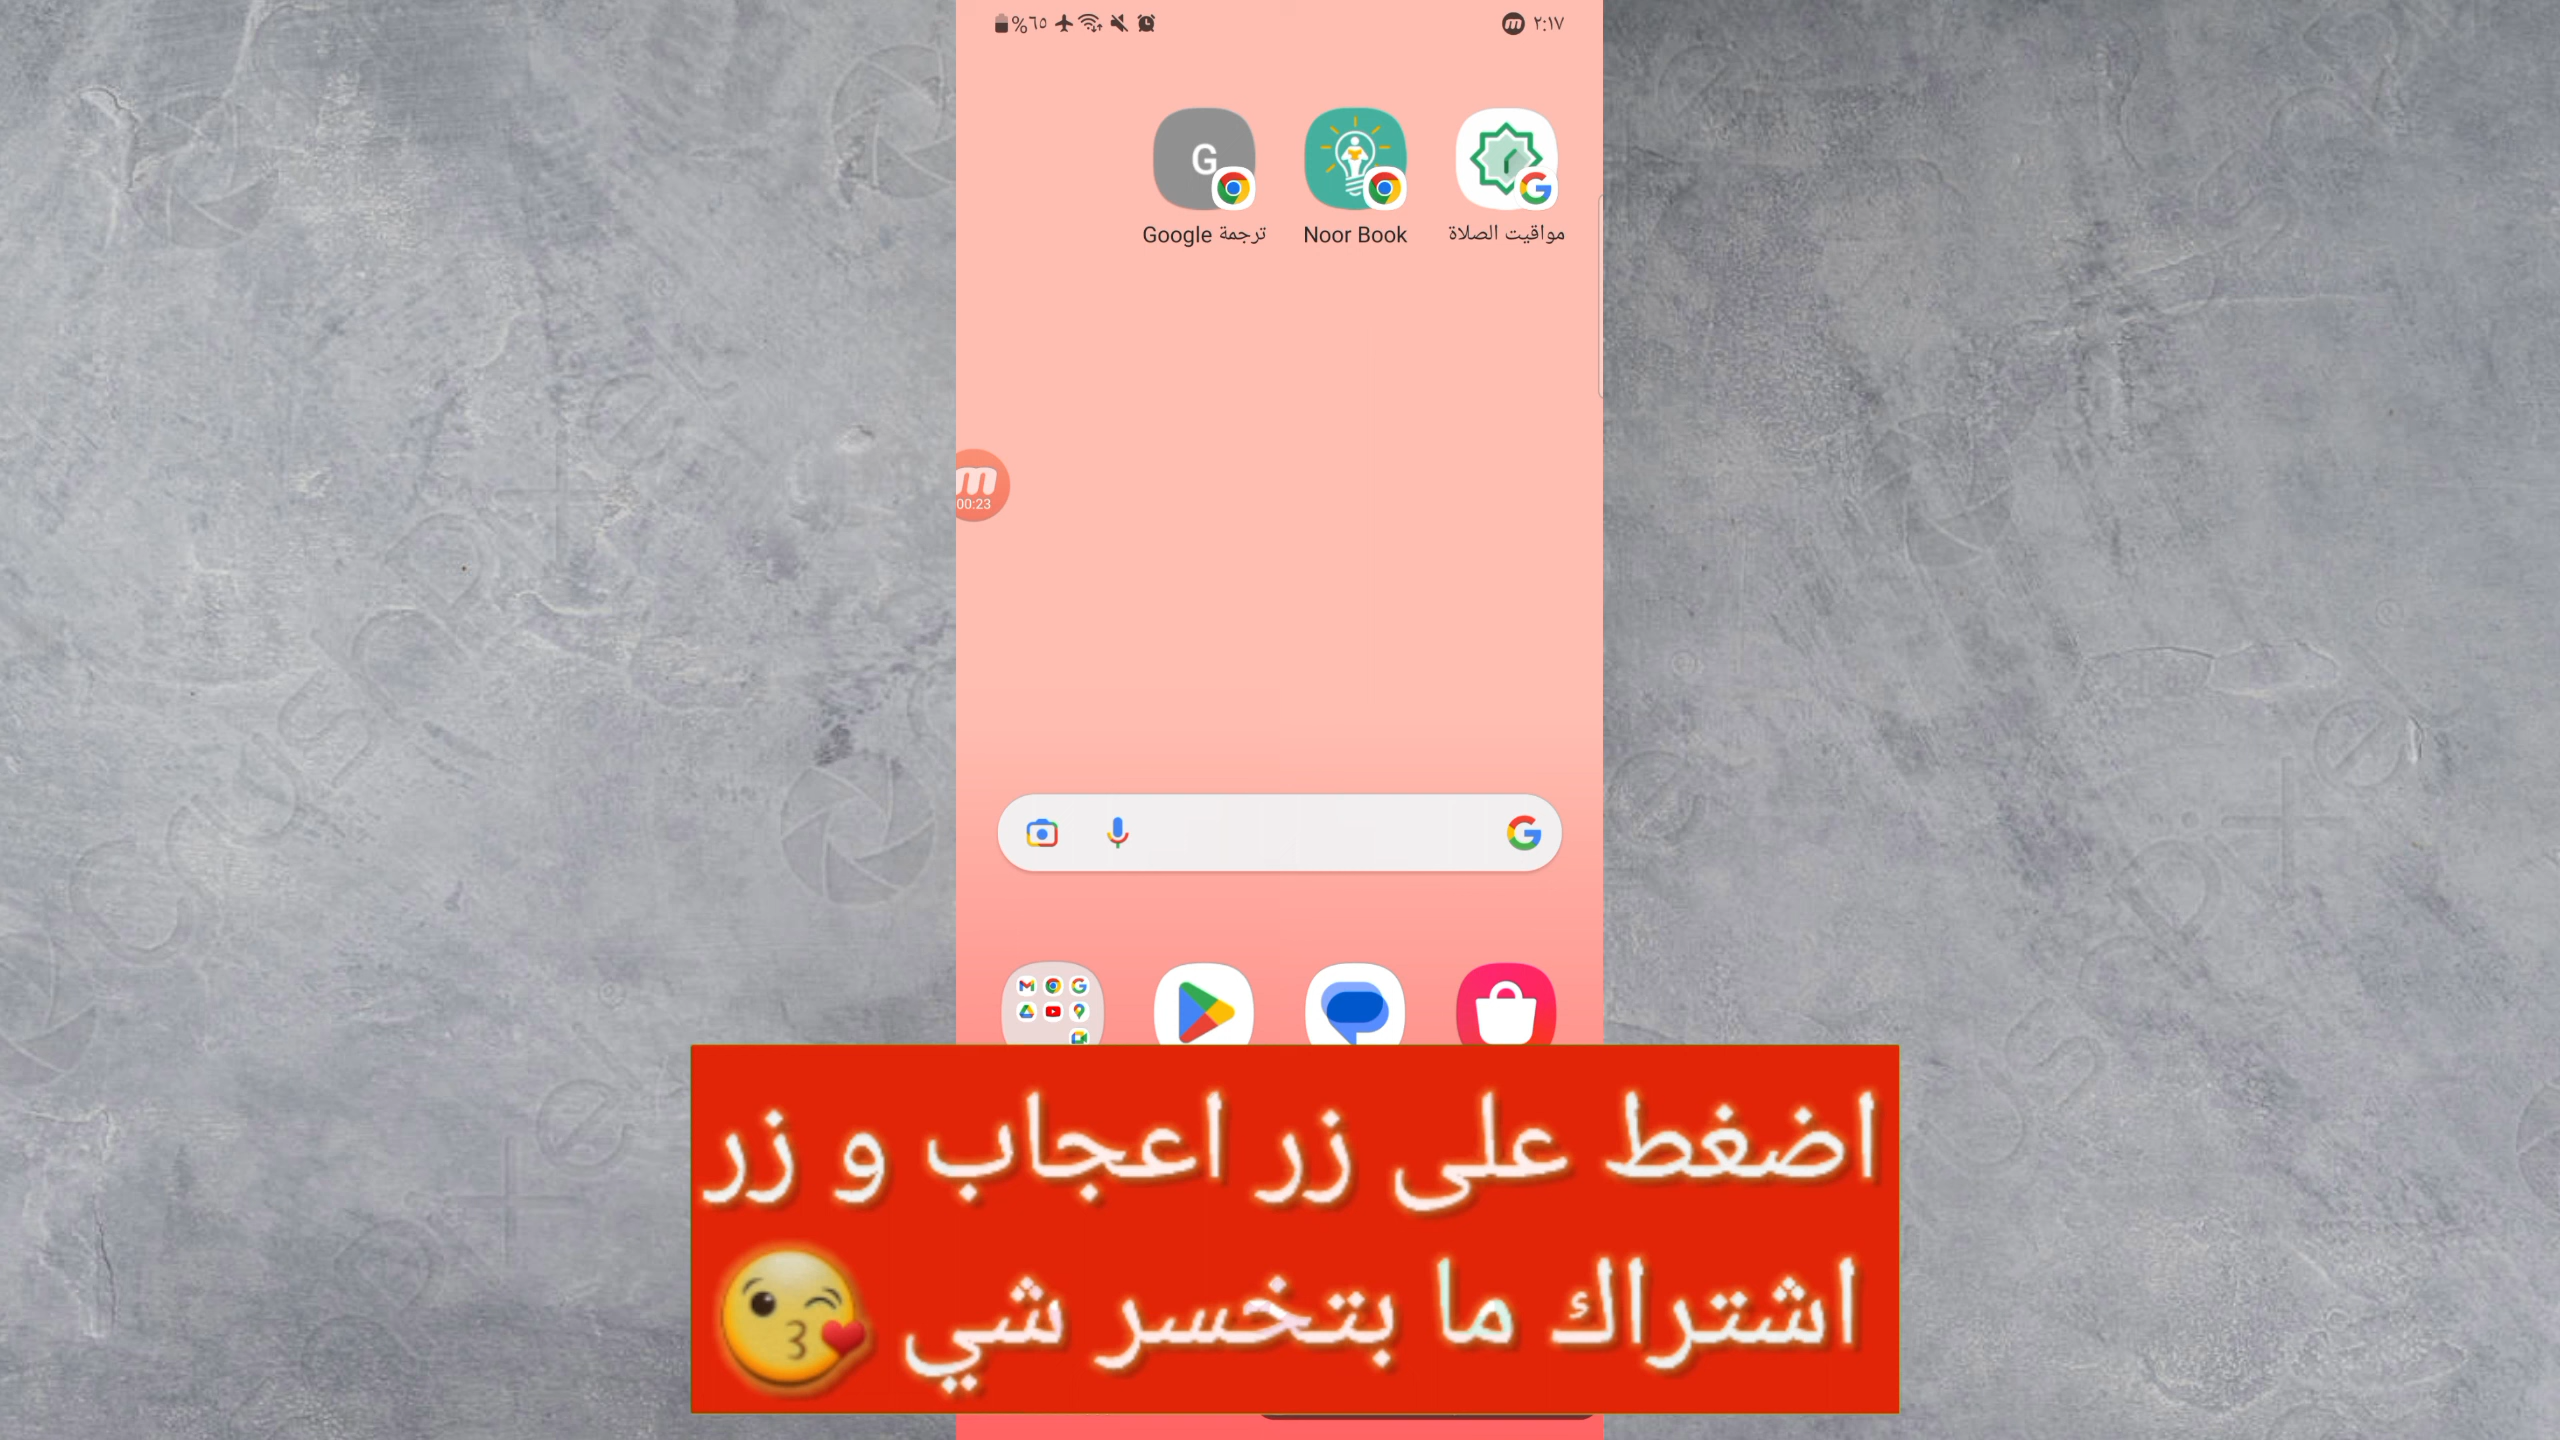 ٢:١٧
%٦٥
مواقيت الصلاة
Noor Book
ترجمة Google
G
m
00:23
اضغط على زر اعجاب و زر
اشتراك ما بتخسر شي 😘